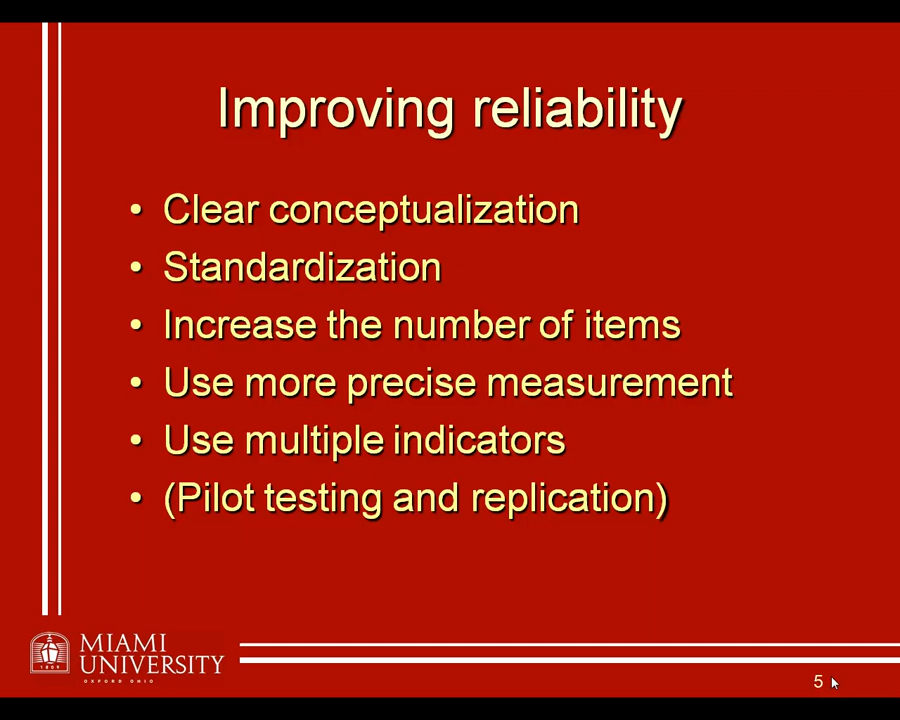 Improving reliability
• Clear conceptualization
• Standardization
• Increase the number of items
• Use more precise measurement
• Use multiple indicators
• (Pilot testing and replication)
1809
MIAMI
UNIVERSITY
OXFORD OHIO
5